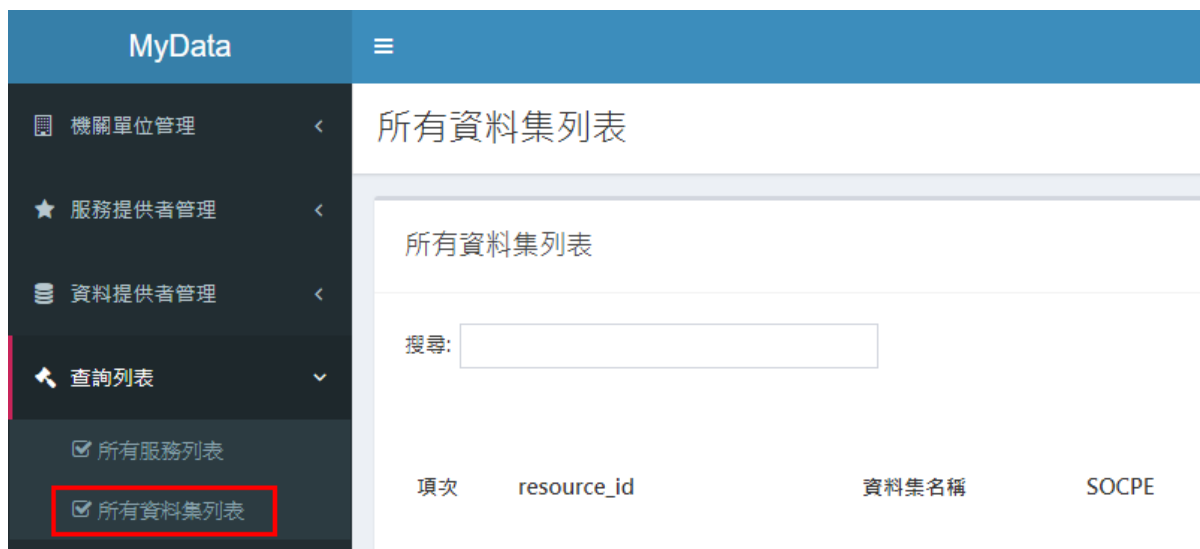 MyData
機關單位管理
服務提供者管理
資料提供者管理
查詢列表
所有服務列表
所有資料集列表
所有資料集列表
所有資料集列表
搜尋:
項次 resource_id 資料集名稱 SOCPE